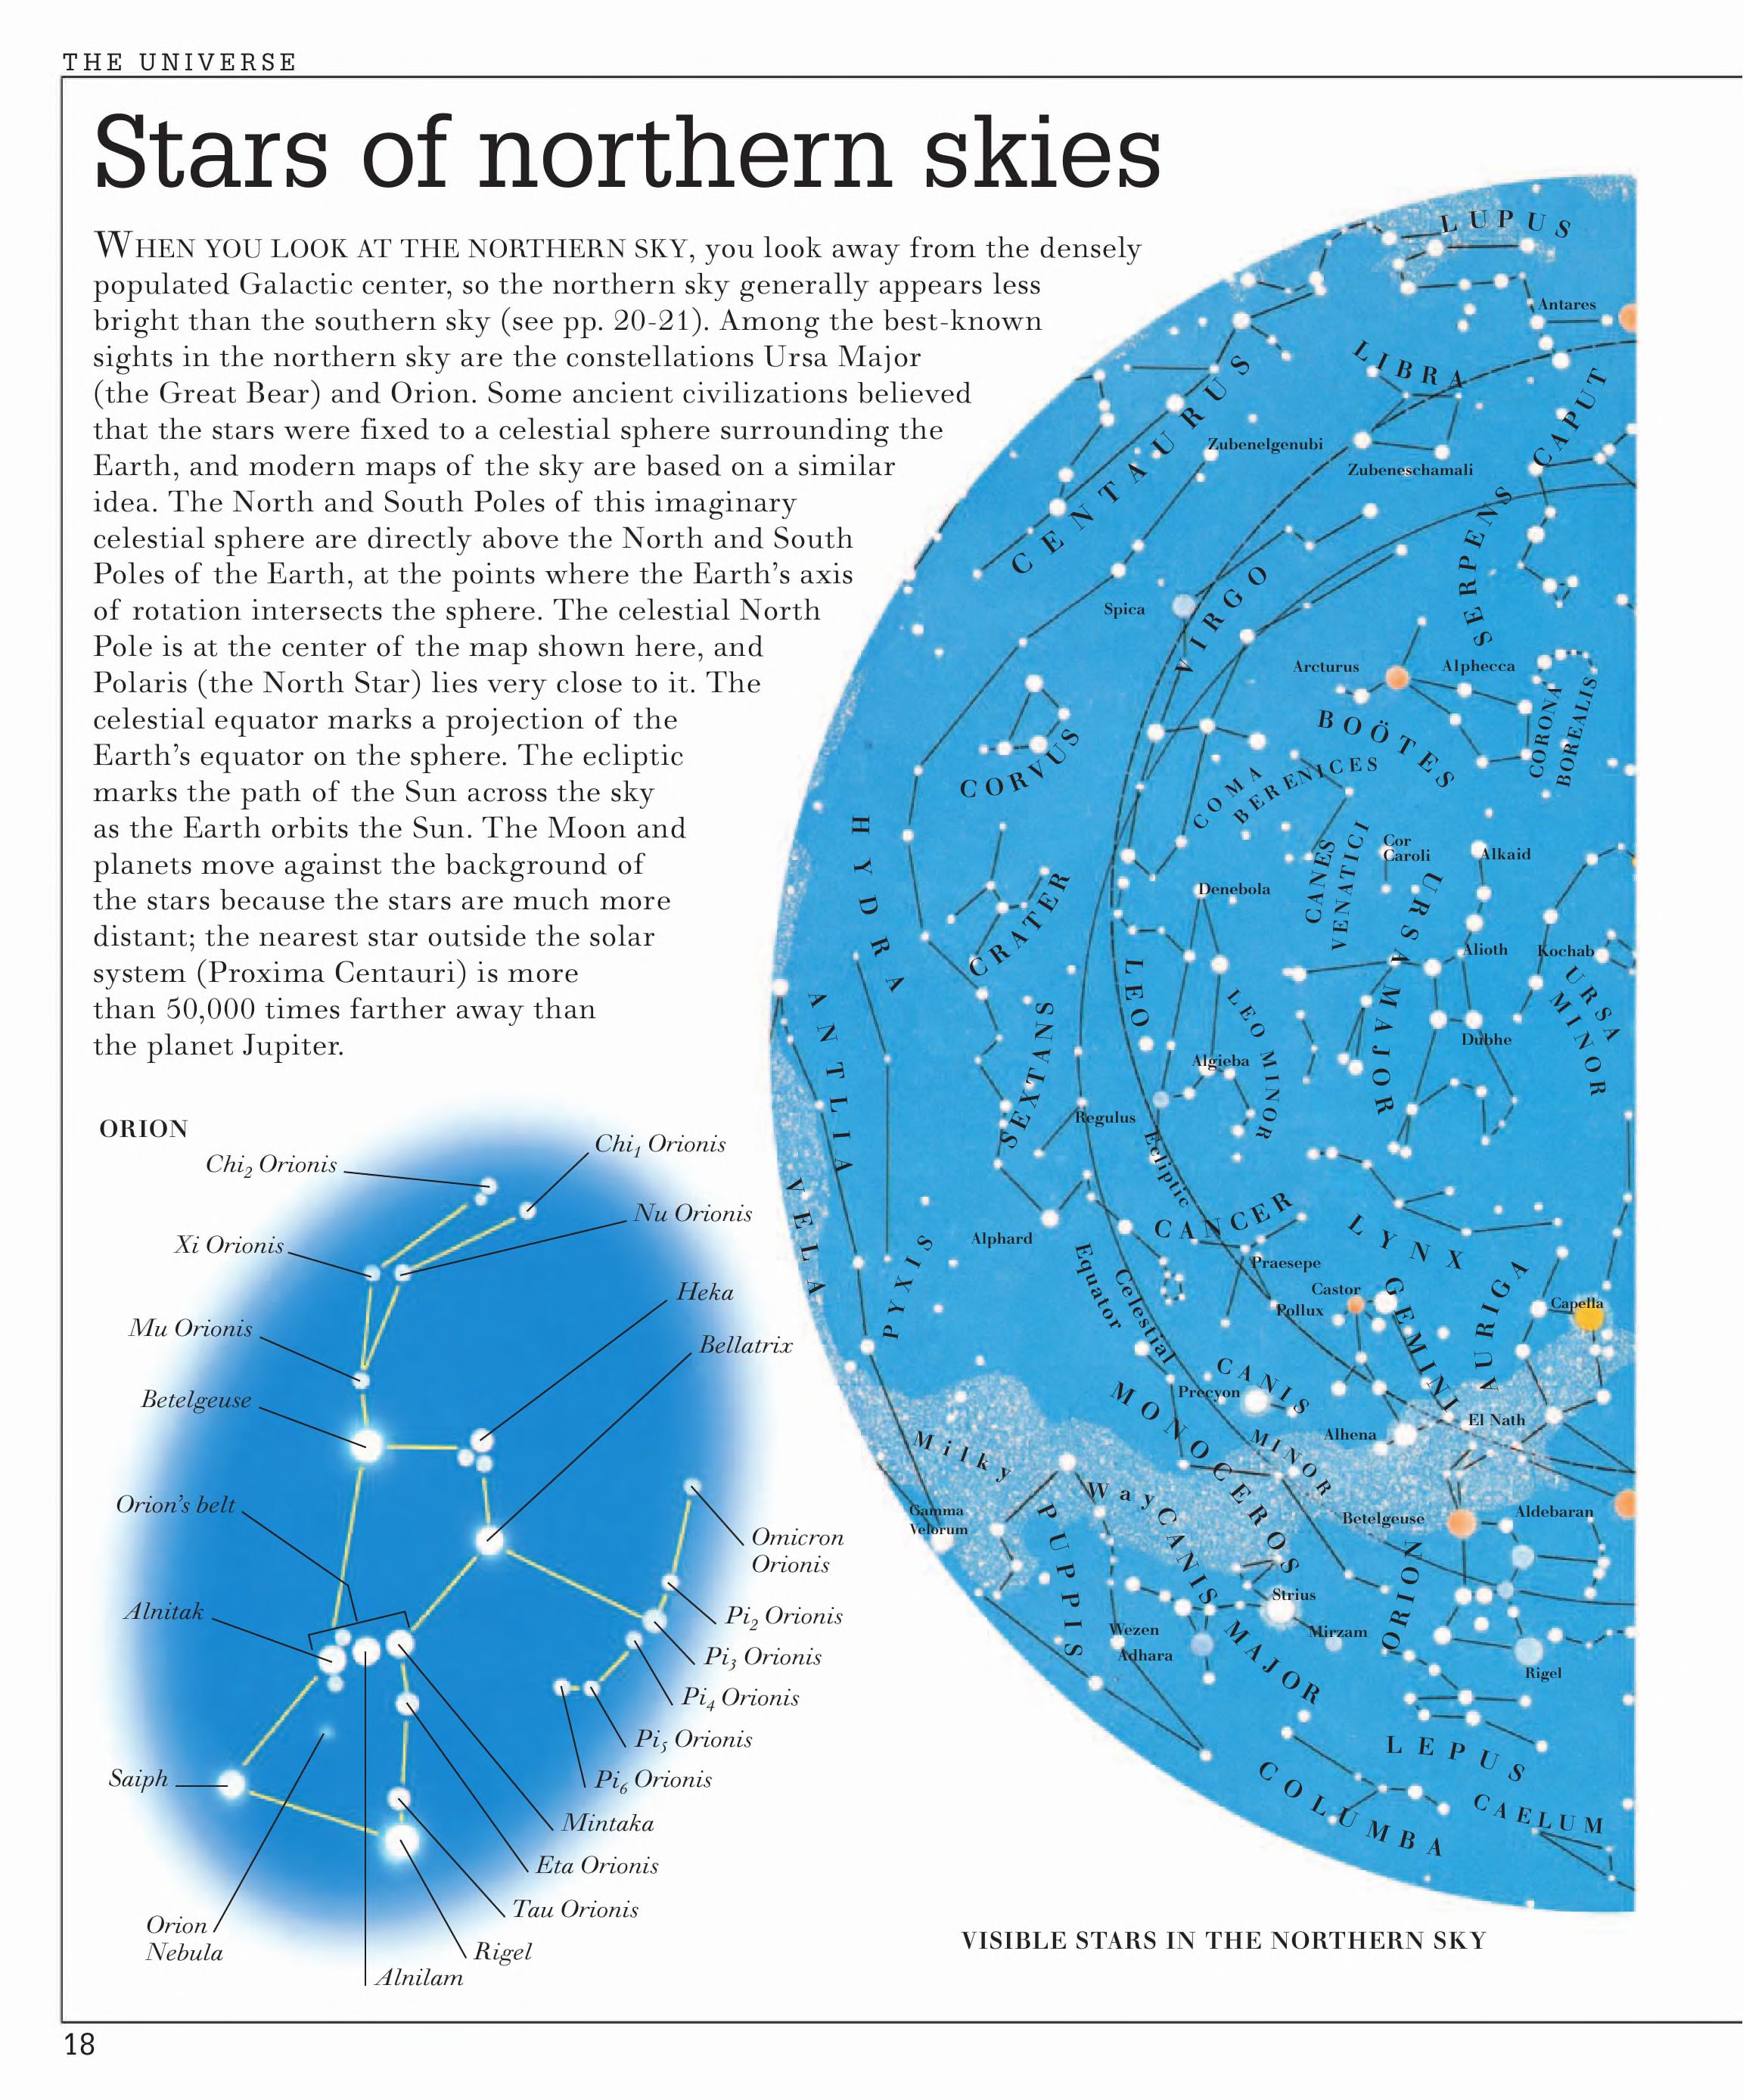 THE UNIVERSE
Stars of northern skies
WHEN YOU LOOK AT THE NORTHERN SKY, you look away from the densely
populated Galactic center, so the northern sky generally appears less
bright than the southern sky (see pp. 20-21). Among the best-known
sights in the northern sky are the constellations Ursa Major
(the Great Bear) and Orion. Some ancient civilizations believed
that the stars were fixed to a celestial sphere surrounding the
Earth, and modern maps of the sky are based on a similar
idea. The North and South Poles of this imaginary
celestial sphere are directly above the North and South
Poles of the Earth, at the points where the Earth's axis
of rotation intersects the sphere. The celestial North
Pole is at the center of the map shown here, and
Polaris (the North Star) lies very close to it. The
celestial equator marks a projection of the
Earth's equator on the sphere. The ecliptic
marks the path of the Sun across the sky
as the Earth orbits the Sun. The Moon and
planets move against the background of
the stars because the stars are much more
distant; the nearest star outside the solar
system (Proxima Centauri) is more
than 50,000 times farther away than
the planet Jupiter.
ORION
Chi₂ Orionis
Chi₁ Orionis
Nu Orionis
Xi Orionis
Heka
Mu Orionis
Bellatrix
Betelgeuse
Orion's belt
Omicron
Orionis
Alnitak
Pi₂ Orionis
Pi₃ Orionis
Pi₄ Orionis
Pi₅ Orionis
Pi₆ Orionis
Saiph
Mintaka
Eta Orionis
Tau Orionis
Orion
Nebula
Rigel
Alnilam
LUPUS
Antares
LIBRA
CAPUT
CENTAURUS
Zubenelgenubi
Zubeneschamali
SERPENS
Spica
VIRGO
Arcturus
Alphecca
CORONA
BOREALIS
BOÖTES
CORVUS
COMA
BERENICES
HYDRA
CANES
VENATICI
Cor
Caroli
Alkaid
CRATER
Denebola
URSA
MAJOR
Alioth
Kochab
URSA
MINOR
ANTLIA
LEO
LEO MINOR
SEXTANS
Dubhe
Algieba
Regulus
Ecliptic
VELA
PYXIS
Alphard
CANCER
LYNX
Celestial
Equator
Praesepe
Castor
Pollux
GEMINI
AURIGA
Capella
CANIS
MINOR
Precyon
MONOCEROS
Alhena
El Nath
Milky
Way
Gamma
Velorum
PUPPIS
CANIS
MAJOR
Betelgeuse
Aldebaran
ORION
Strius
Mirzam
Wezen
Adhara
Rigel
LEPUS
COLUMBA
CAELUM
VISIBLE STARS IN THE NORTHERN SKY
18